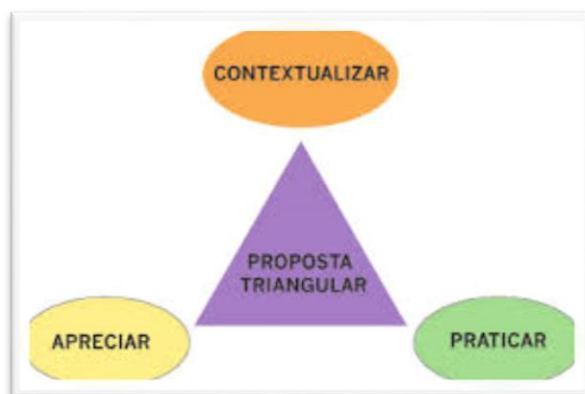 CONTEXTUALIZAR
PROPOSTA
TRIANGULAR
APRECIAR
PRATICAR